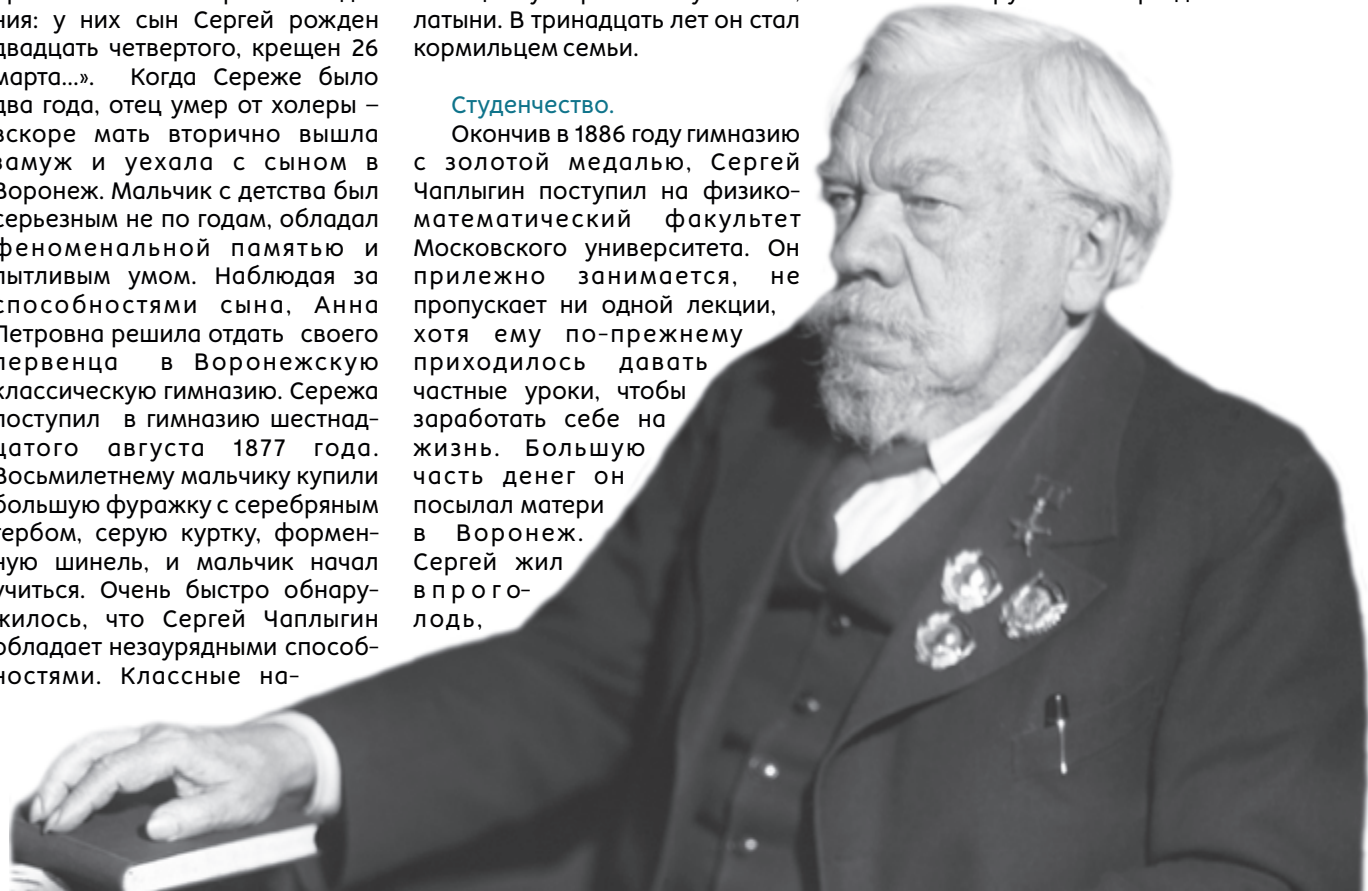 ния: у них сын Сергей рожден
двадцать четвертого, крещен 26
марта...». Когда Сереже было
два года, отец умер от холеры –
вскоре мать вторично вышла
замуж и уехала с сыном в
Воронеж. Мальчик с детства был
серьезным не по годам, обладал
феноменальной памятью и
пытливым умом. Наблюдая за
способностями сына, Анна
Петровна решила отдать своего
первенца в Воронежскую
классическую гимназию. Сережа
поступил в гимназию шестнад-
цатого августа 1877 года.
Восьмилетнему мальчику купили
большую фуражку с серебряным
гербом, серую куртку, формен-
ную шинель, и мальчик начал
учиться. Очень быстро обнару-
жилось, что Сергей Чаплыгин
обладает незаурядными способ-
ностями. Классные на-
латыни. В тринадцать лет он стал
кормильцем семьи.
Студенчество.
Окончив в 1886 году гимназию
с золотой медалью, Сергей
Чаплыгин поступил на физико-
математический факультет
Московского университета. Он
прилежно занимается, не
пропускает ни одной лекции,
хотя ему по-прежнему
приходилось давать
частные уроки, чтобы
заработать себе на
жизнь. Большую
часть денег он
посылал матери
в Воронеж.
Сергей жил
впрого-
лодь,